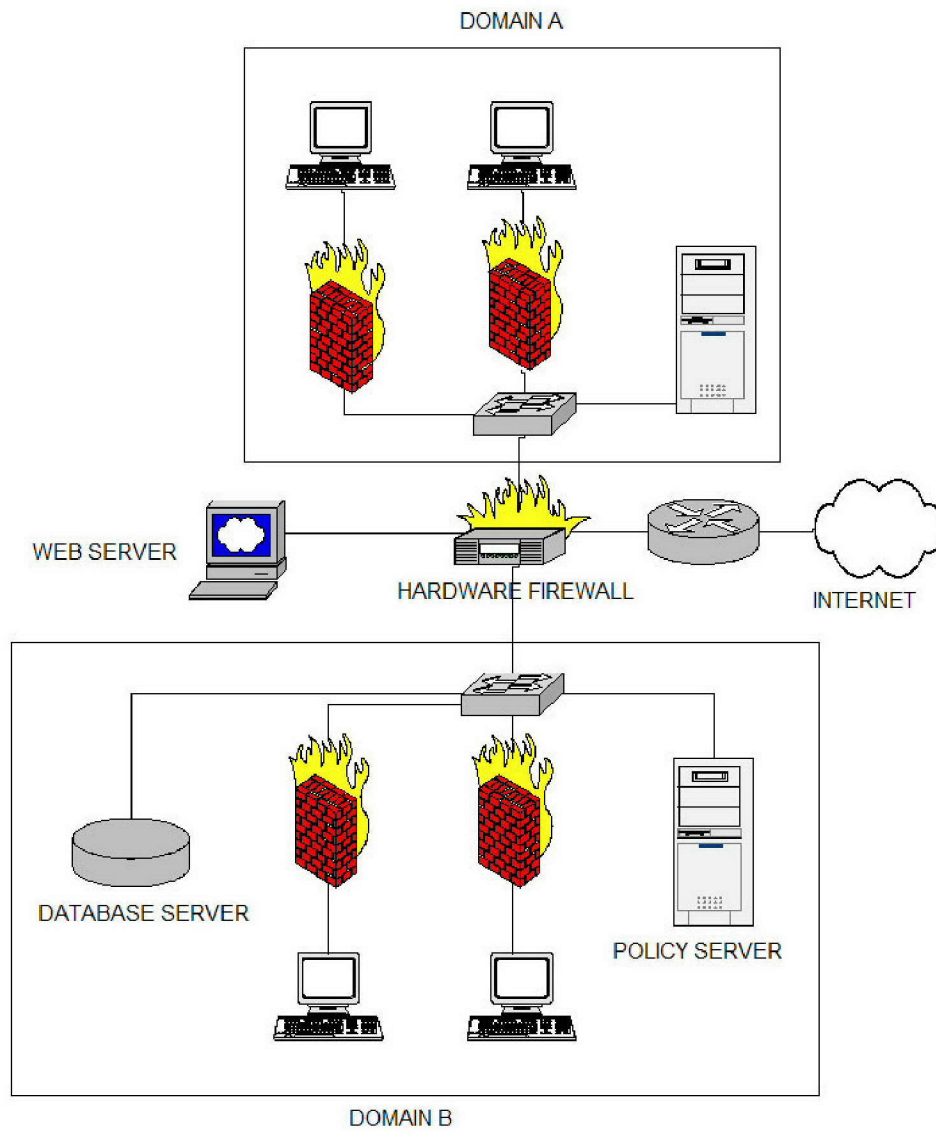 DOMAIN A
WEB SERVER
HARDWARE FIREWALL
INTERNET
DATABASE SERVER
POLICY SERVER
DOMAIN B